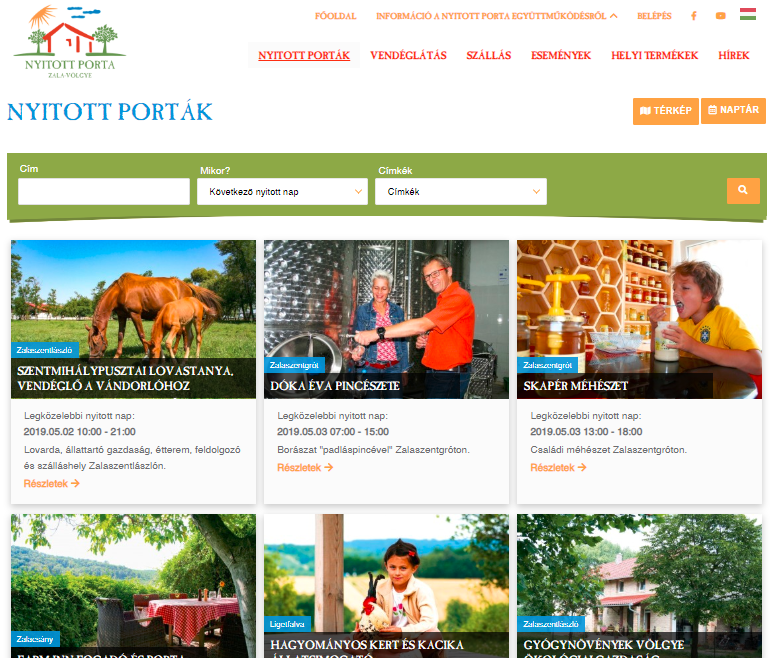 FŐOLDAL INFORMÁCIÓ A NYITOTT PORTA EGYÜTTMŰKÖDÉSRŐL BELÉPÉS
NYITOTT PORTA
ZALA VÖLGYE
NYITOTT PORTÁK VENDÉGLÁTÁS SZÁLLÁS ESEMÉNYEK HELYI TERMÉKEK HÍREK
NYITOTT PORTÁK
TÉRKÉP NAPTÁR
Cím Mikor? Címkék
Következő nyitott nap Címkék
Zalaszentlászló
SZENTMIHÁLYPUSZTAI LOVASTANYA,
VENDÉGLŐ A VÁNDORLÓHOZ
Legközelebbi nyitott nap:
2019.05.02 10:00 - 21:00
Lovarda, állattartó gazdaság, étterem, feldolgozó
és szálláshely Zalaszentlászlón.
Részletek
Zalaszentgrót
DÓKA ÉVA PINCÉSZETE
Legközelebbi nyitott nap:
2019.05.03 07:00 - 15:00
Borászat "padláspincével" Zalaszentgróton.
Részletek
Zalaszentgrót
SKAPÉR MÉHÉSZET
Legközelebbi nyitott nap:
2019.05.03 13:00 - 18:00
Családi méhészet Zalaszentgróton.
Részletek
Zalacsány
Ligetfalva
HAGYOMÁNYOS KERT ÉS KACIKA
Zalaszentlászló
GYÓGYNÖVÉNYEK VÖLGYE